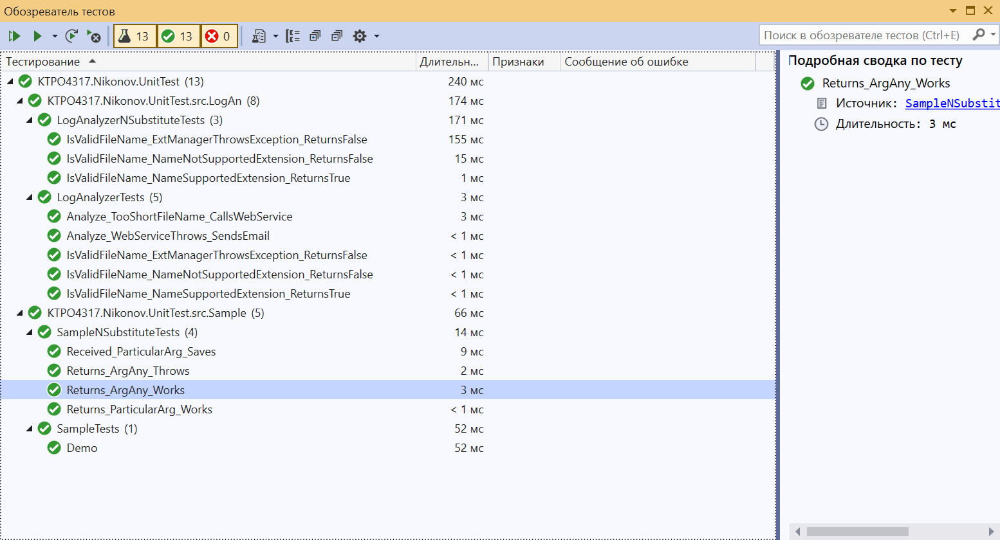 Обозреватель тестов
13 13 0 Поиск в обозревателе тестов (Ctrl+E)
Тестирование Длительн... Признаки Сообщение об ошибке
KTPO4317.Nikonov.UnitTest (13) 240 мс
KTPO4317.Nikonov.UnitTest.src.LogAn (8) 174 мс
LogAnalyzerNSubstituteTests (3) 171 мс
IsValidFileName_ExtManagerThrowsException_ReturnsFalse 155 мс
IsValidFileName_NameNotSupportedExtension_ReturnsFalse 15 мс
IsValidFileName_NameSupportedExtension_ReturnsTrue 1 мс
LogAnalyzerTests (5) 3 мс
Analyze_TooShortFileName_CallsWebService 3 мс
Analyze_WebServiceThrows_SendsEmail < 1 мс
IsValidFileName_ExtManagerThrowsException_ReturnsFalse < 1 мс
IsValidFileName_NameNotSupportedExtension_ReturnsFalse < 1 мс
IsValidFileName_NameSupportedExtension_ReturnsTrue < 1 мс
KTPO4317.Nikonov.UnitTest.src.Sample (5) 66 мс
SampleNSubstituteTests (4) 14 мс
Received_ParticularArg_Saves 9 мс
Returns_ArgAny_Throws 2 мс
Returns_ArgAny_Works 3 мс
Returns_ParticularArg_Works < 1 мс
SampleTests (1) 52 мс
Demo 52 мс
Подробная сводка по тесту
Returns_ArgAny_Works
Источник: SampleNSubstit
Длительность: 3 мс